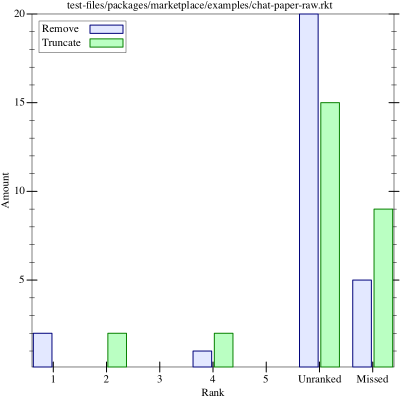 test-files/packages/marketplace/examples/chat-paper-raw.rkt
20
Remove
Truncate
15
10
5
Amount
1 2 3 4 5 Unranked Missed
Rank